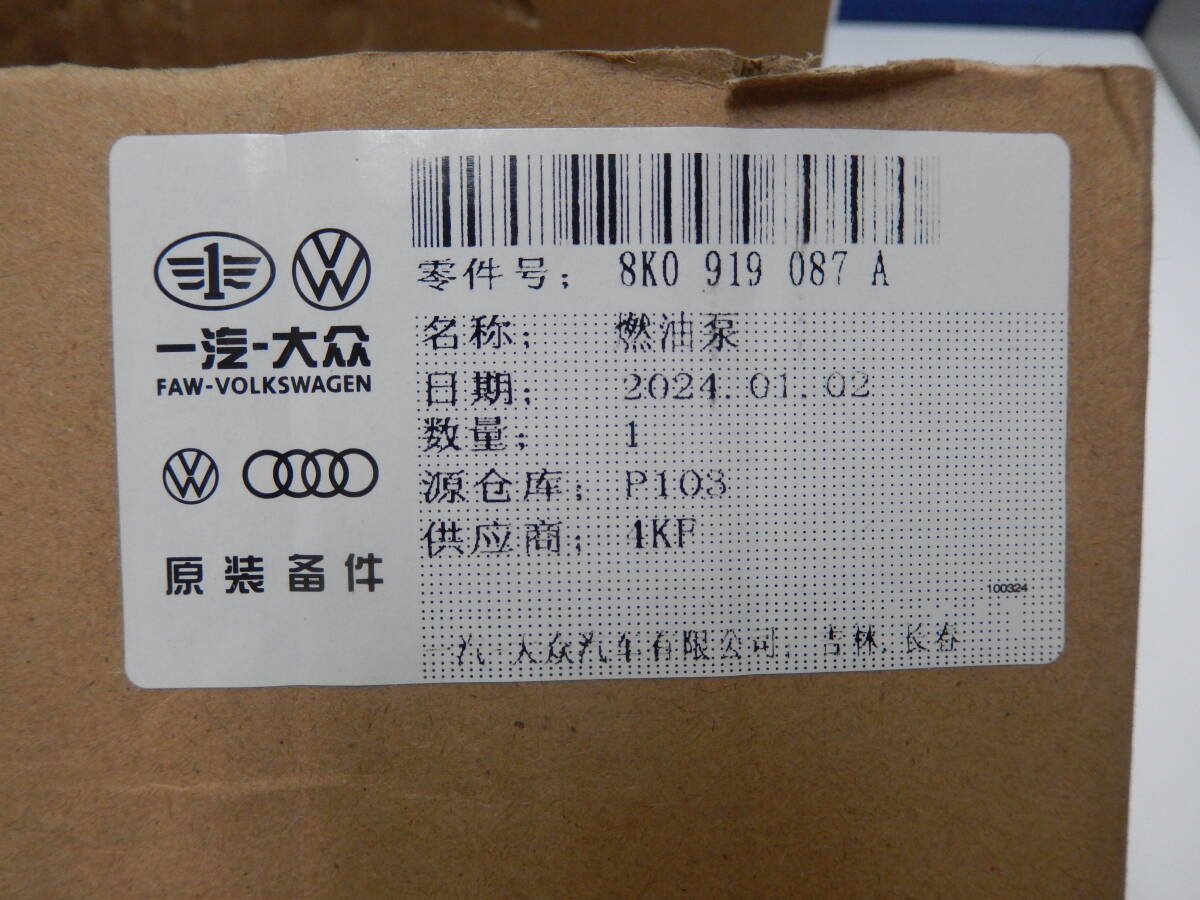 零件号: 8K0 919 087 A
名称: 燃油泵
日期: 2024.01.02
数量: 1
源仓库: P103
供应商: 4KF
100324
一汽-大众汽车有限公司, 吉林,长春
1
一汽-大众
FAW-VOLKSWAGEN
原装备件